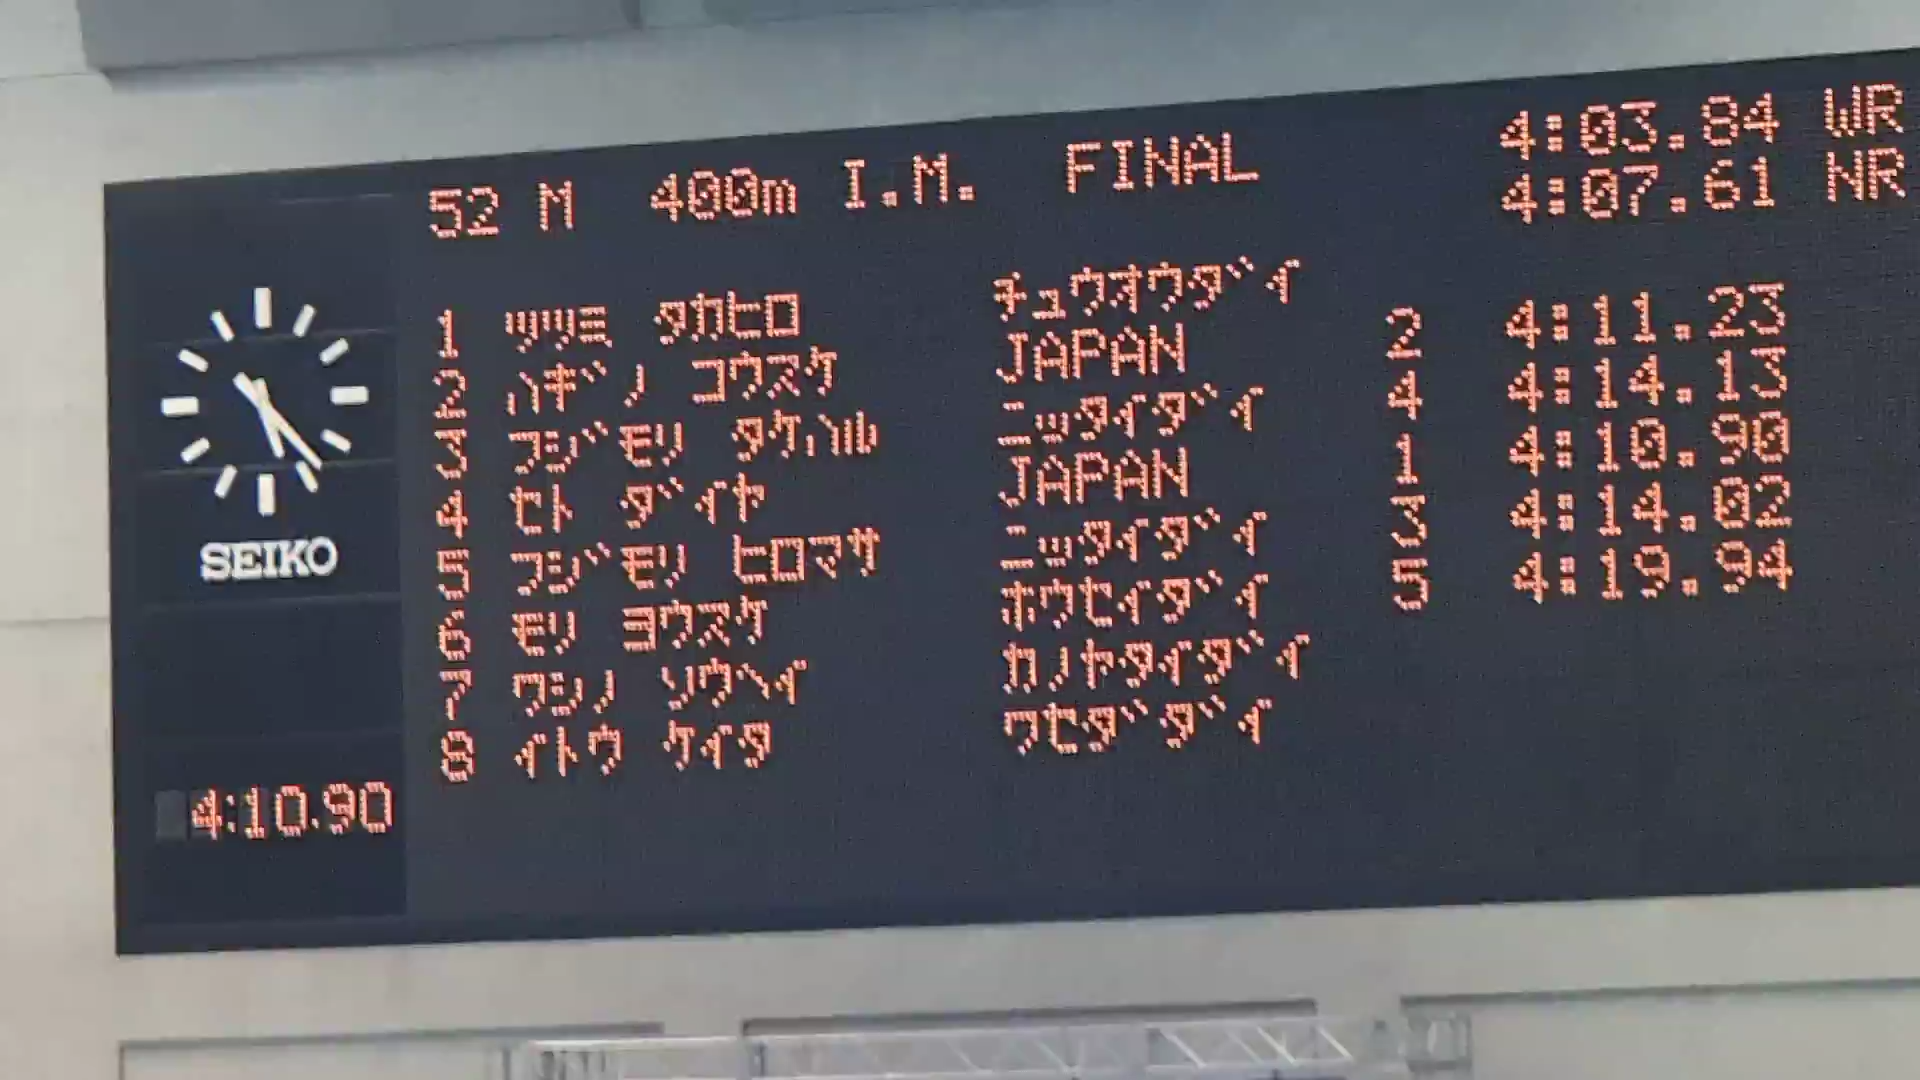 52 M 400m I.M. FINAL 4:03.84 WR
4:07.61 NR
1 ツツミ タカヒロ チュウオウダイ 2 4:11.23
2 ハギノ コウスケ JAPAN 4 4:14.13
3 フジモリ タケハル ニッタイダイ 1 4:10.90
4 セト ダイヤ JAPAN 3 4:14.02
5 フジモリ ヒロマサ ニッタイダイ 5 4:19.94
6 モリ ヨウスケ ホウセイダイ
7 ワシノ ソウヘイ カノヤタイダイ
8 イトウ ケイタ ワセダダイ
SEIKO
4:10.90